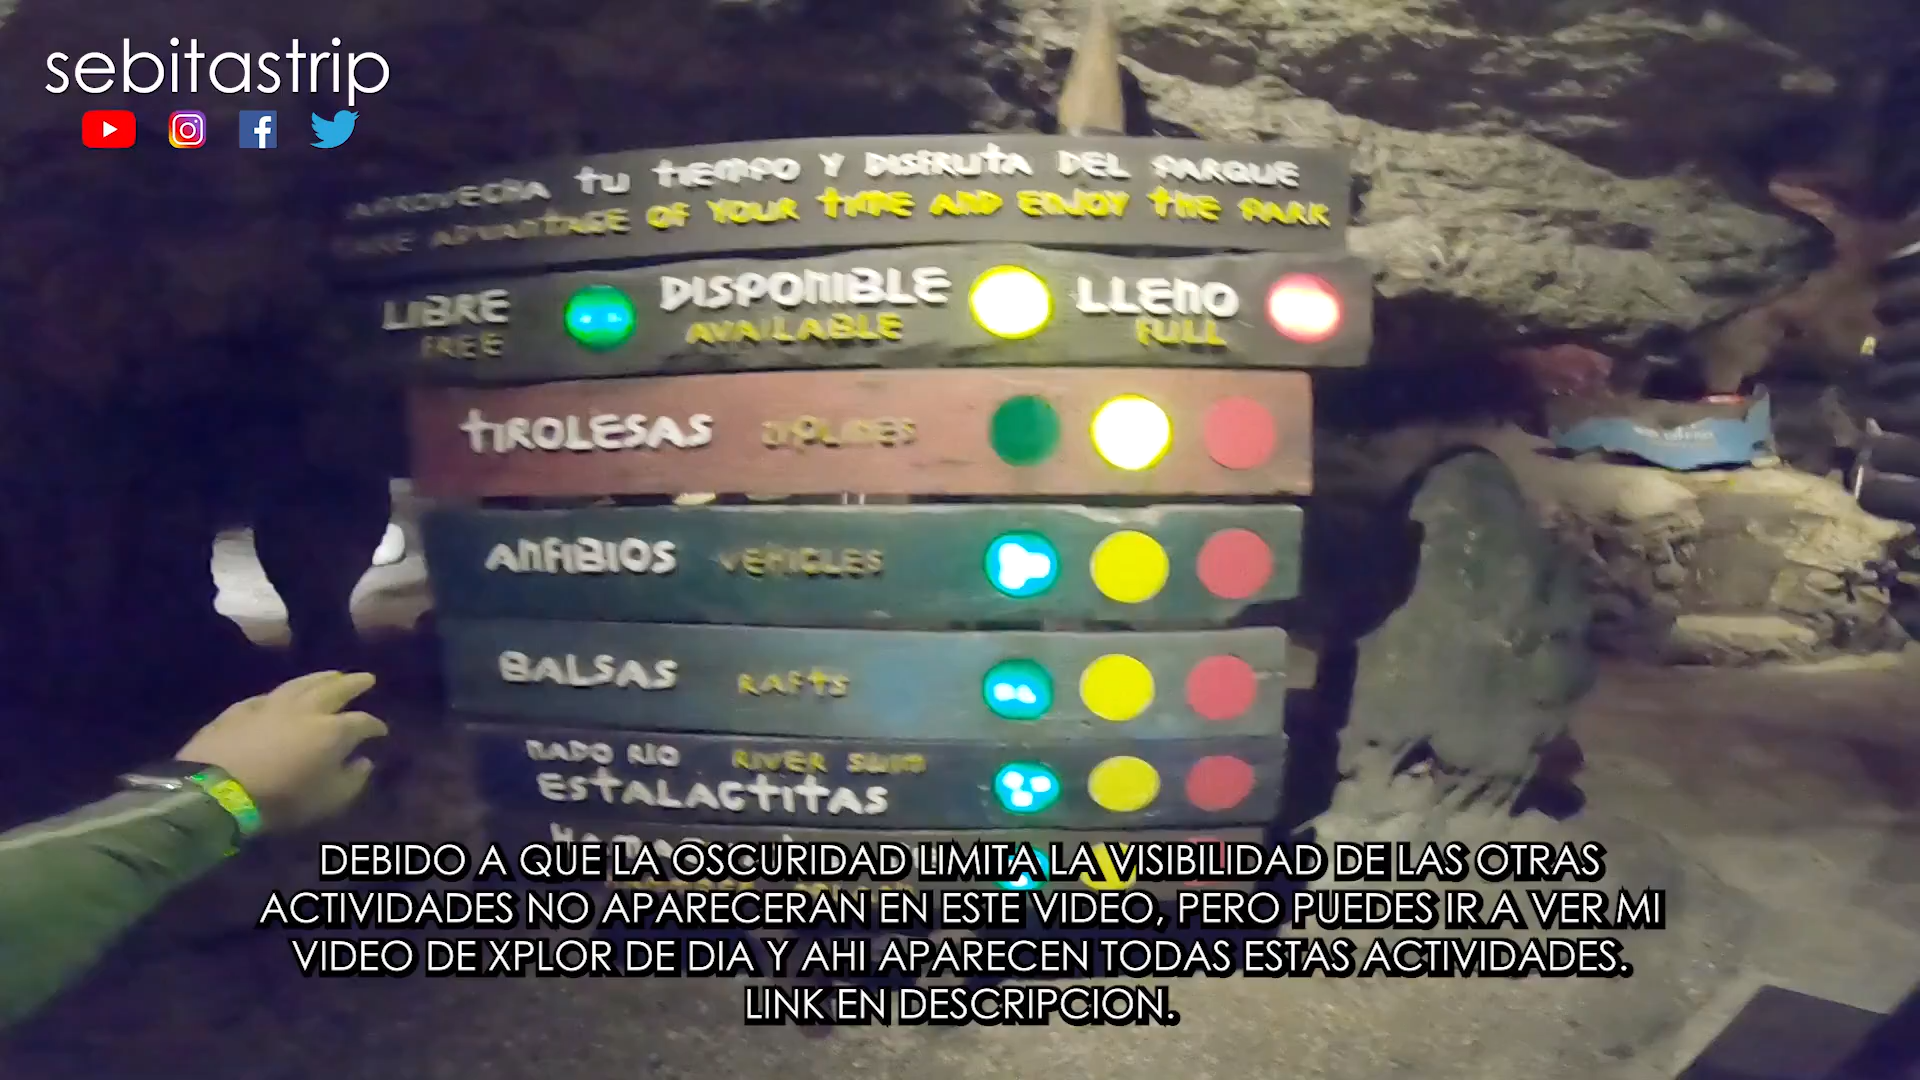 sebitastrip
APROVECHA tU tIEMPO Y DISFRUtA DEL PARQUE
TAKE ADVANTAGE OF YOUR tIME AND ENJOY tHE PARK
LIBRE DISPONIBLE LLENO
FREE AVAILABLE FULL
tIROLESAS ZIPLINES
ANFIBIOS VEHICLES
BALSAS RAFtS
NADO RIO RIVER SWIM
EStALACtItAS
DEBIDO A QUE LA OSCURIDAD LIMITA LA VISIBILIDAD DE LAS OTRAS
ACTIVIDADES NO APARECERAN EN ESTE VIDEO, PERO PUEDES IR A VER MI
VIDEO DE XPLOR DE DIA Y AHI APARECEN TODAS ESTAS ACTIVIDADES.
LINK EN DESCRIPCION.